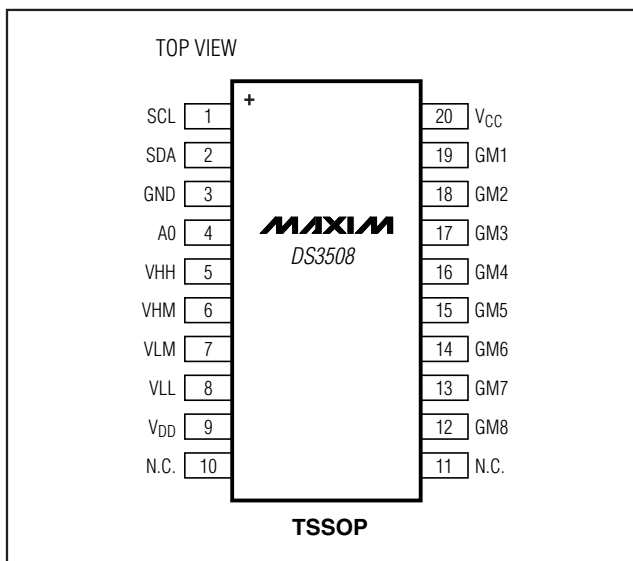 TOP VIEW
+
SCL 1 20 VCC
SDA 2 19 GM1
GND 3 18 GM2
A0 4 17 GM3
MAXIM
DS3508
VHH 5 16 GM4
VHM 6 15 GM5
VLM 7 14 GM6
VLL 8 13 GM7
VDD 9 12 GM8
N.C. 10 11 N.C.
TSSOP